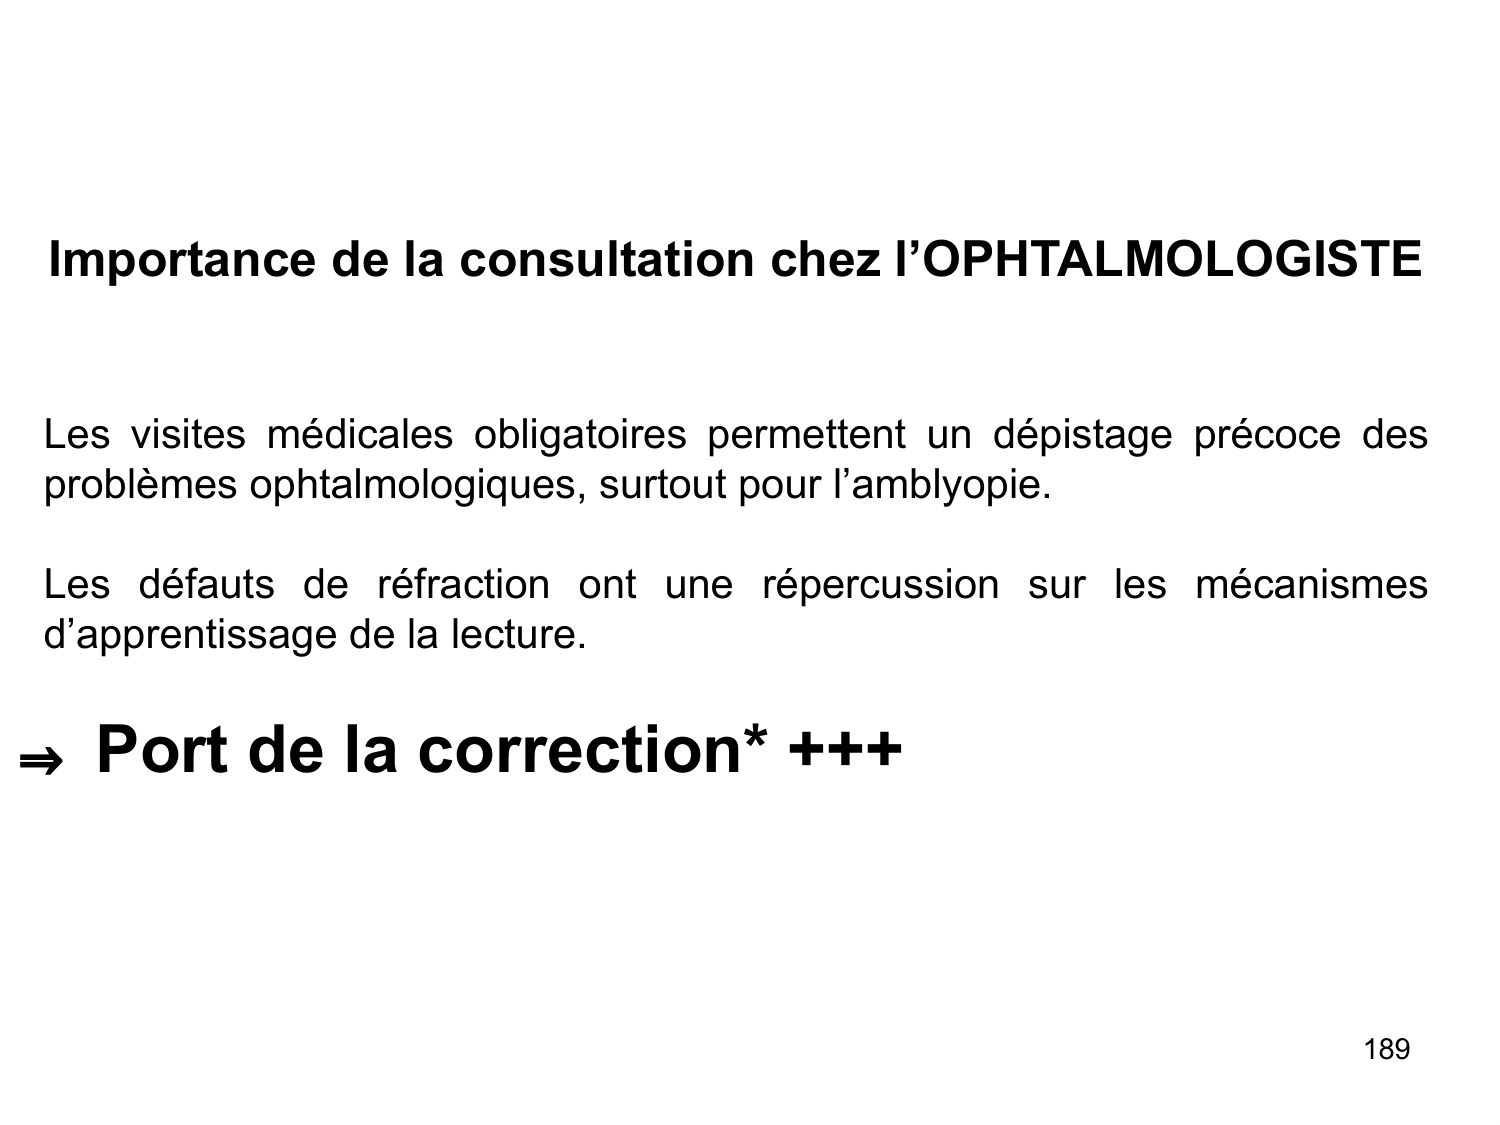 Importance de la consultation chez l’OPHTALMOLOGISTE
Les visites médicales obligatoires permettent un dépistage précoce des
problèmes ophtalmologiques, surtout pour l’amblyopie.
Les défauts de réfraction ont une répercussion sur les mécanismes
d’apprentissage de la lecture.
⇒ Port de la correction* +++
189